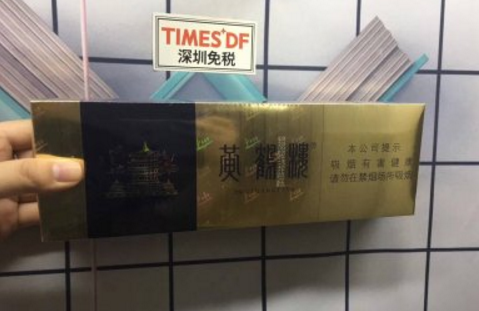 TIMES DF
深圳免税
黄鹤楼
本公司提示
吸烟有害健康
请勿在禁烟场所吸烟